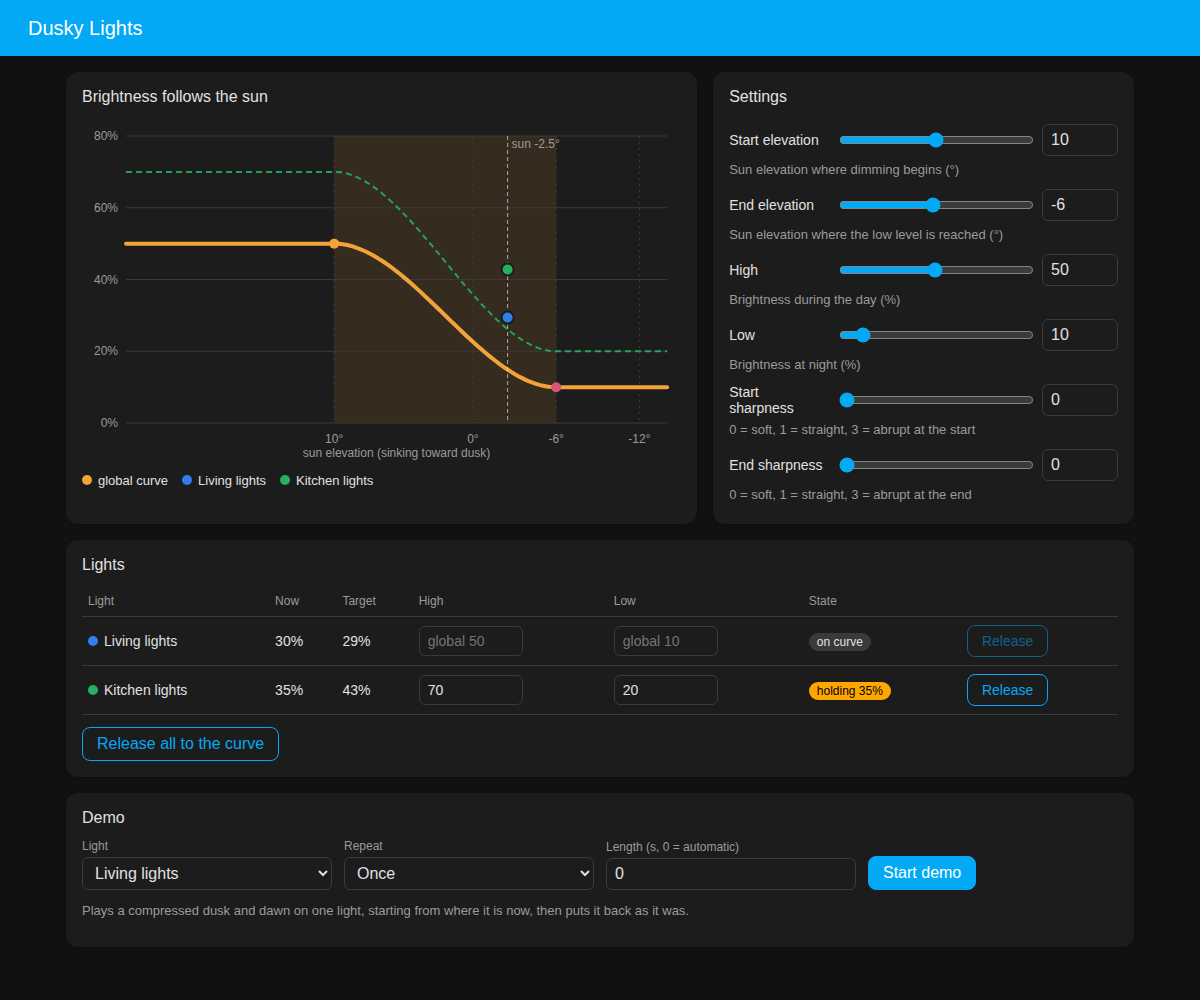 Dusky Lights
Brightness follows the sun
80%
sun -2.5°
60%
40%
20%
0%
10° 0° -6° -12°
sun elevation (sinking toward dusk)
global curve Living lights Kitchen lights
Settings
Start elevation 10
Sun elevation where dimming begins (°)
End elevation -6
Sun elevation where the low level is reached (°)
High 50
Brightness during the day (%)
Low 10
Brightness at night (%)
Start
sharpness 0
0 = soft, 1 = straight, 3 = abrupt at the start
End sharpness 0
0 = soft, 1 = straight, 3 = abrupt at the end
Lights
Light Now Target High Low State
Living lights 30% 29% global 50 global 10 on curve Release
Kitchen lights 35% 43% 70 20 holding 35% Release
Release all to the curve
Demo
Light Repeat Length (s, 0 = automatic)
Living lights Once 0 Start demo
Plays a compressed dusk and dawn on one light, starting from where it is now, then puts it back as it was.